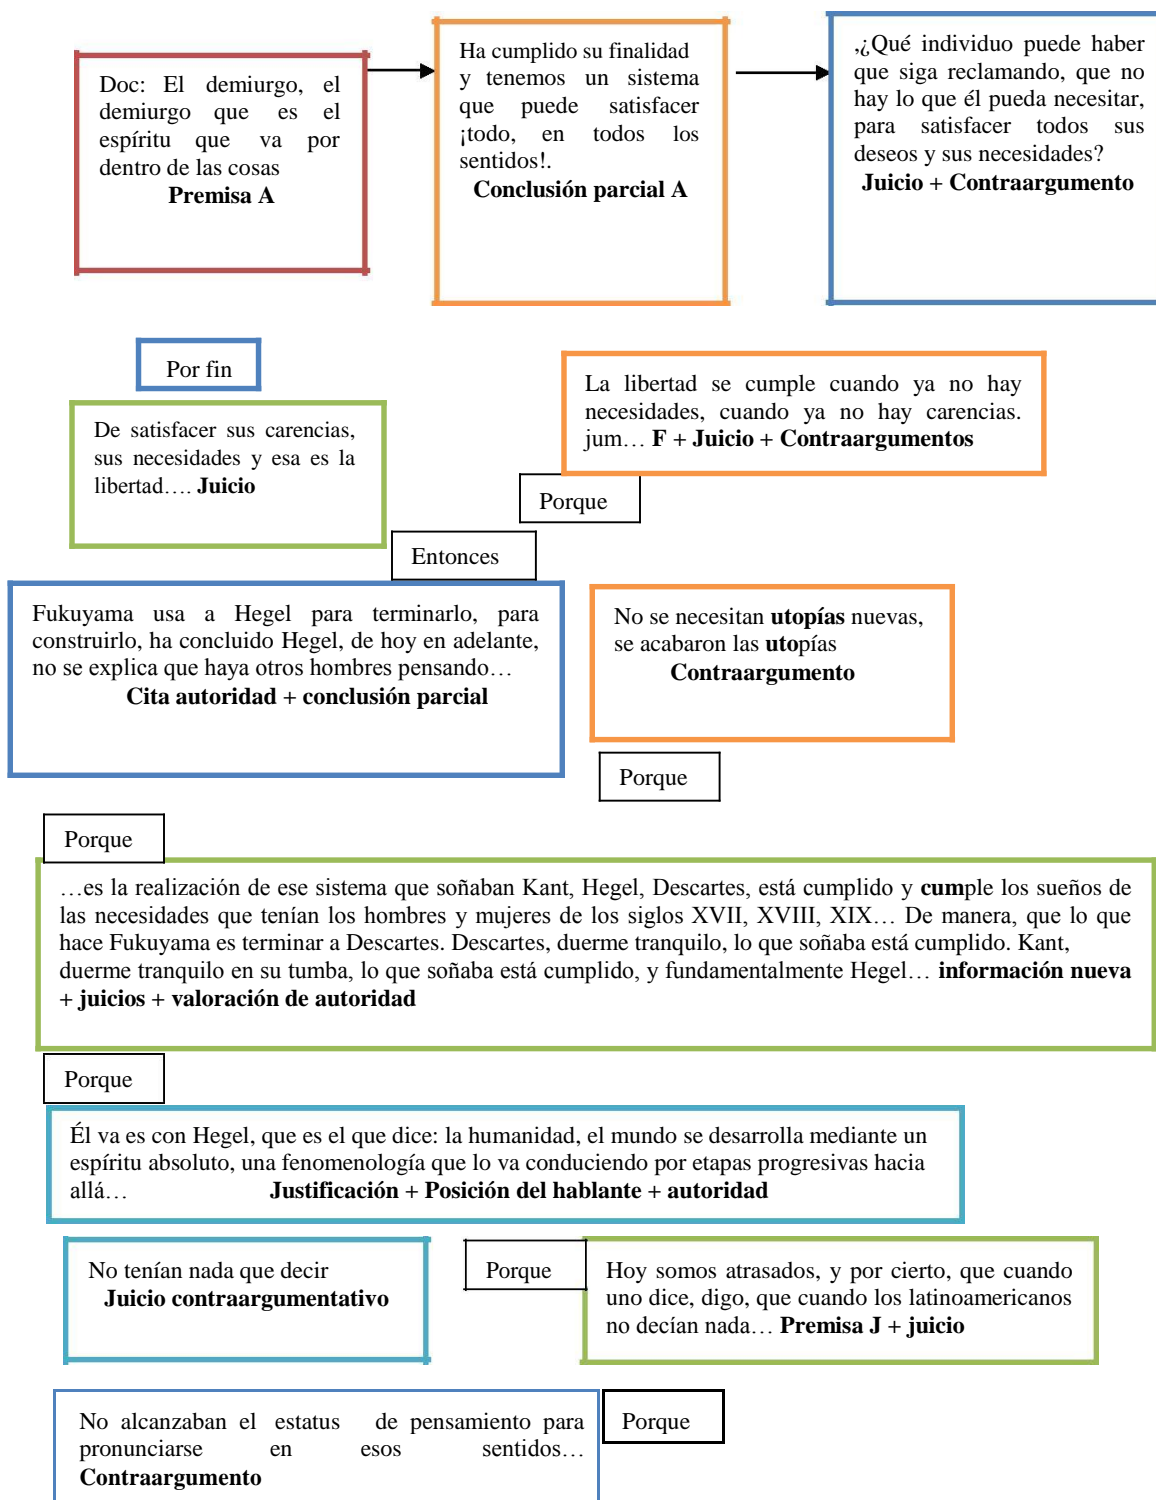 Doc: El demiurgo, el
demiurgo que es el
espíritu que va por
dentro de las cosas
Premisa A
Ha cumplido su finalidad
y tenemos un sistema
que puede satisfacer
¡todo, en todos los
sentidos!.
Conclusión parcial A
,¿Qué individuo puede haber
que siga reclamando, que no
hay lo que él pueda necesitar,
para satisfacer todos sus
deseos y sus necesidades?
Juicio + Contraargumento
Por fin
La libertad se cumple cuando ya no hay
necesidades, cuando ya no hay carencias.
jum… F + Juicio + Contraargumentos
De satisfacer sus carencias,
sus necesidades y esa es la
libertad…. Juicio
Porque
Entonces
Fukuyama usa a Hegel para terminarlo, para
construirlo, ha concluido Hegel, de hoy en adelante,
no se explica que haya otros hombres pensando…
Cita autoridad + conclusión parcial
No se necesitan utopías nuevas,
se acabaron las utopías
Contraargumento
Porque
Porque
…es la realización de ese sistema que soñaban Kant, Hegel, Descartes, está cumplido y cumple los sueños de
las necesidades que tenían los hombres y mujeres de los siglos XVII, XVIII, XIX… De manera, que lo que
hace Fukuyama es terminar a Descartes. Descartes, duerme tranquilo, lo que soñaba está cumplido. Kant,
duerme tranquilo en su tumba, lo que soñaba está cumplido, y fundamentalmente Hegel… información nueva
+ juicios + valoración de autoridad
Porque
Él va es con Hegel, que es el que dice: la humanidad, el mundo se desarrolla mediante un
espíritu absoluto, una fenomenología que lo va conduciendo por etapas progresivas hacia
allá… Justificación + Posición del hablante + autoridad
No tenían nada que decir
Juicio contraargumentativo
Porque
Hoy somos atrasados, y por cierto, que cuando
uno dice, digo, que cuando los latinoamericanos
no decían nada… Premisa J + juicio
No alcanzaban el estatus de pensamiento para
pronunciarse en esos sentidos…
Contraargumento
Porque